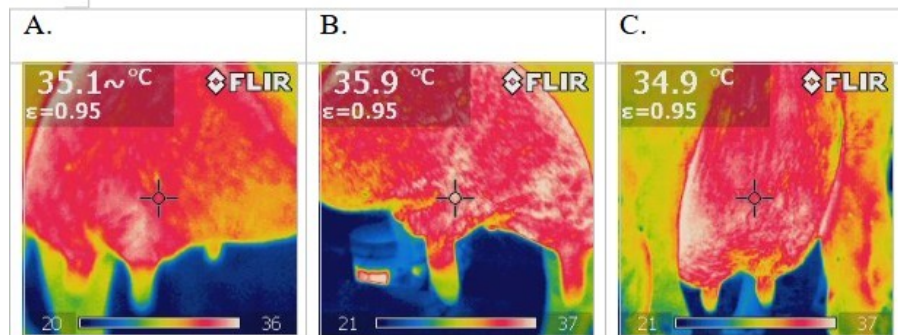 A.
B.
C.
35.1~ °C
FLIR
ε=0.95
20
36
35.9 °C
FLIR
ε=0.95
21
37
34.9 °C
FLIR
ε=0.95
21
37